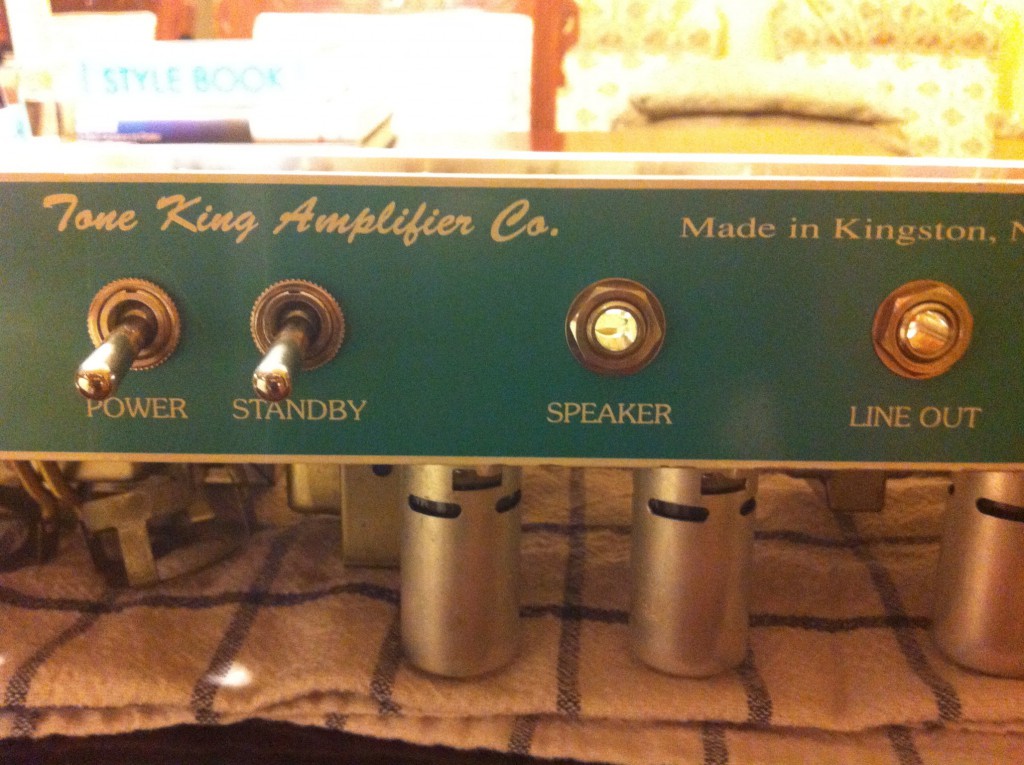 STYLE BOOK
Tone King Amplifier Co.
Made in Kingston, N
POWER
STANDBY
SPEAKER
LINE OUT